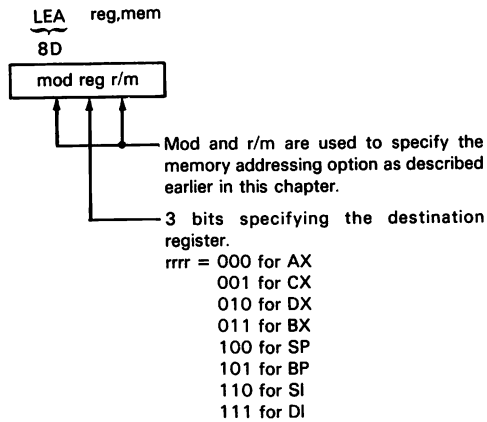 LEA reg,mem
8D
mod reg r/m
Mod and r/m are used to specify the
memory addressing option as described
earlier in this chapter.
3 bits specifying the destination
register.
rrrr = 000 for AX
001 for CX
010 for DX
011 for BX
100 for SP
101 for BP
110 for SI
111 for DI